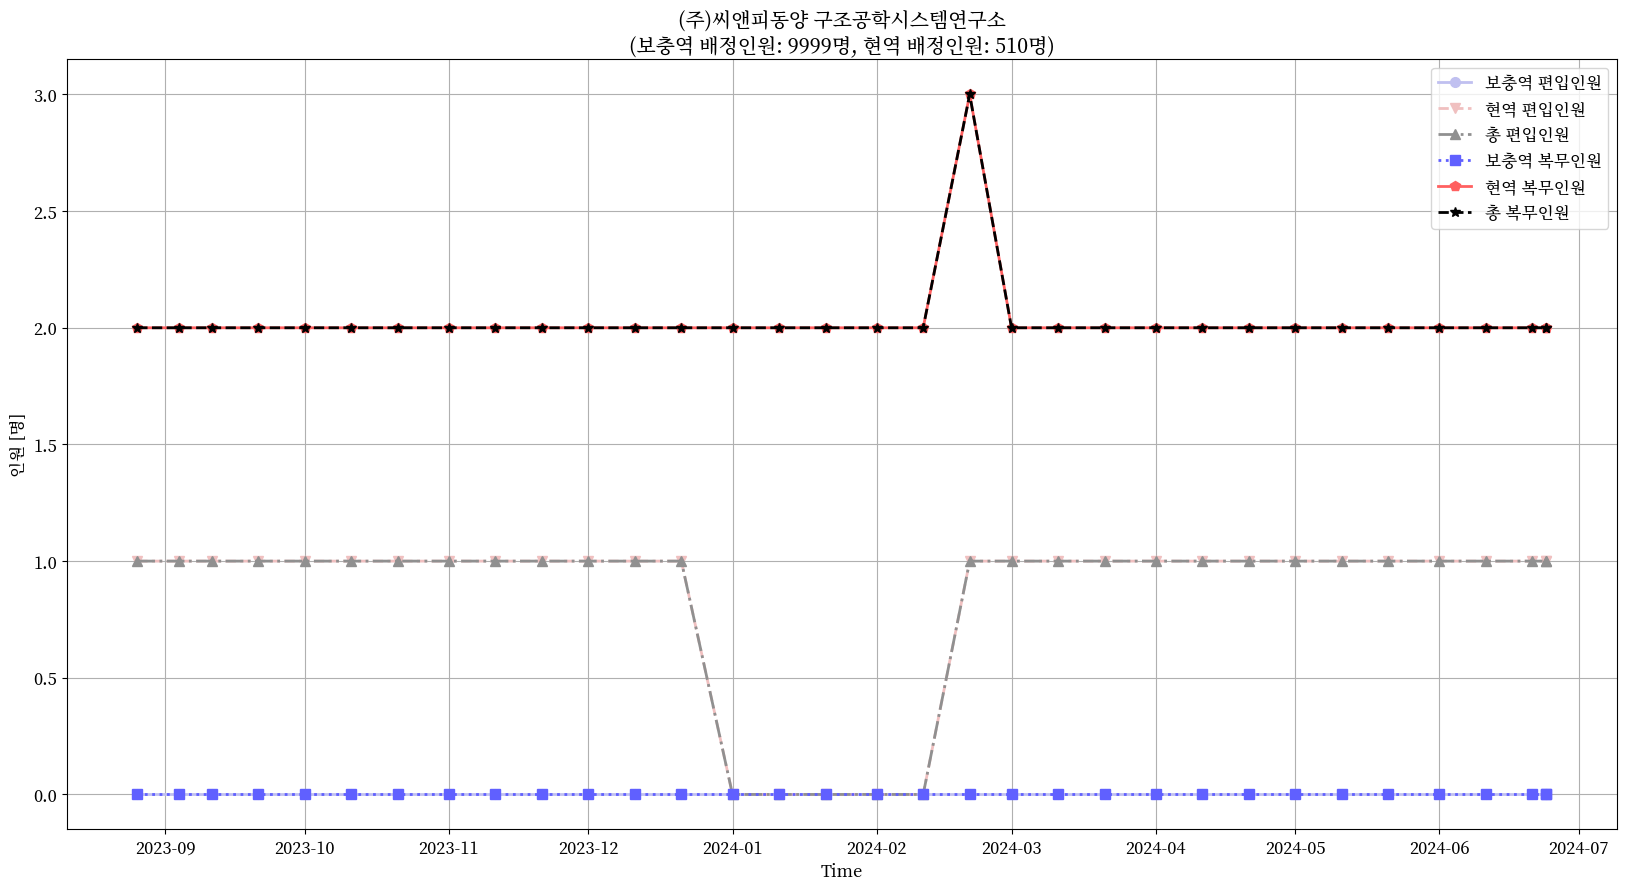 (주)씨앤피동양 구조공학시스템연구소
(보충역 배정인원: 9999명, 현역 배정인원: 510명)
보충역 편입인원
현역 편입인원
총 편입인원
보충역 복무인원
현역 복무인원
총 복무인원
인원 [명]
3.0
2.5
2.0
1.5
1.0
0.5
0.0
2023-09 2023-10 2023-11 2023-12 2024-01 2024-02 2024-03 2024-04 2024-05 2024-06 2024-07
Time